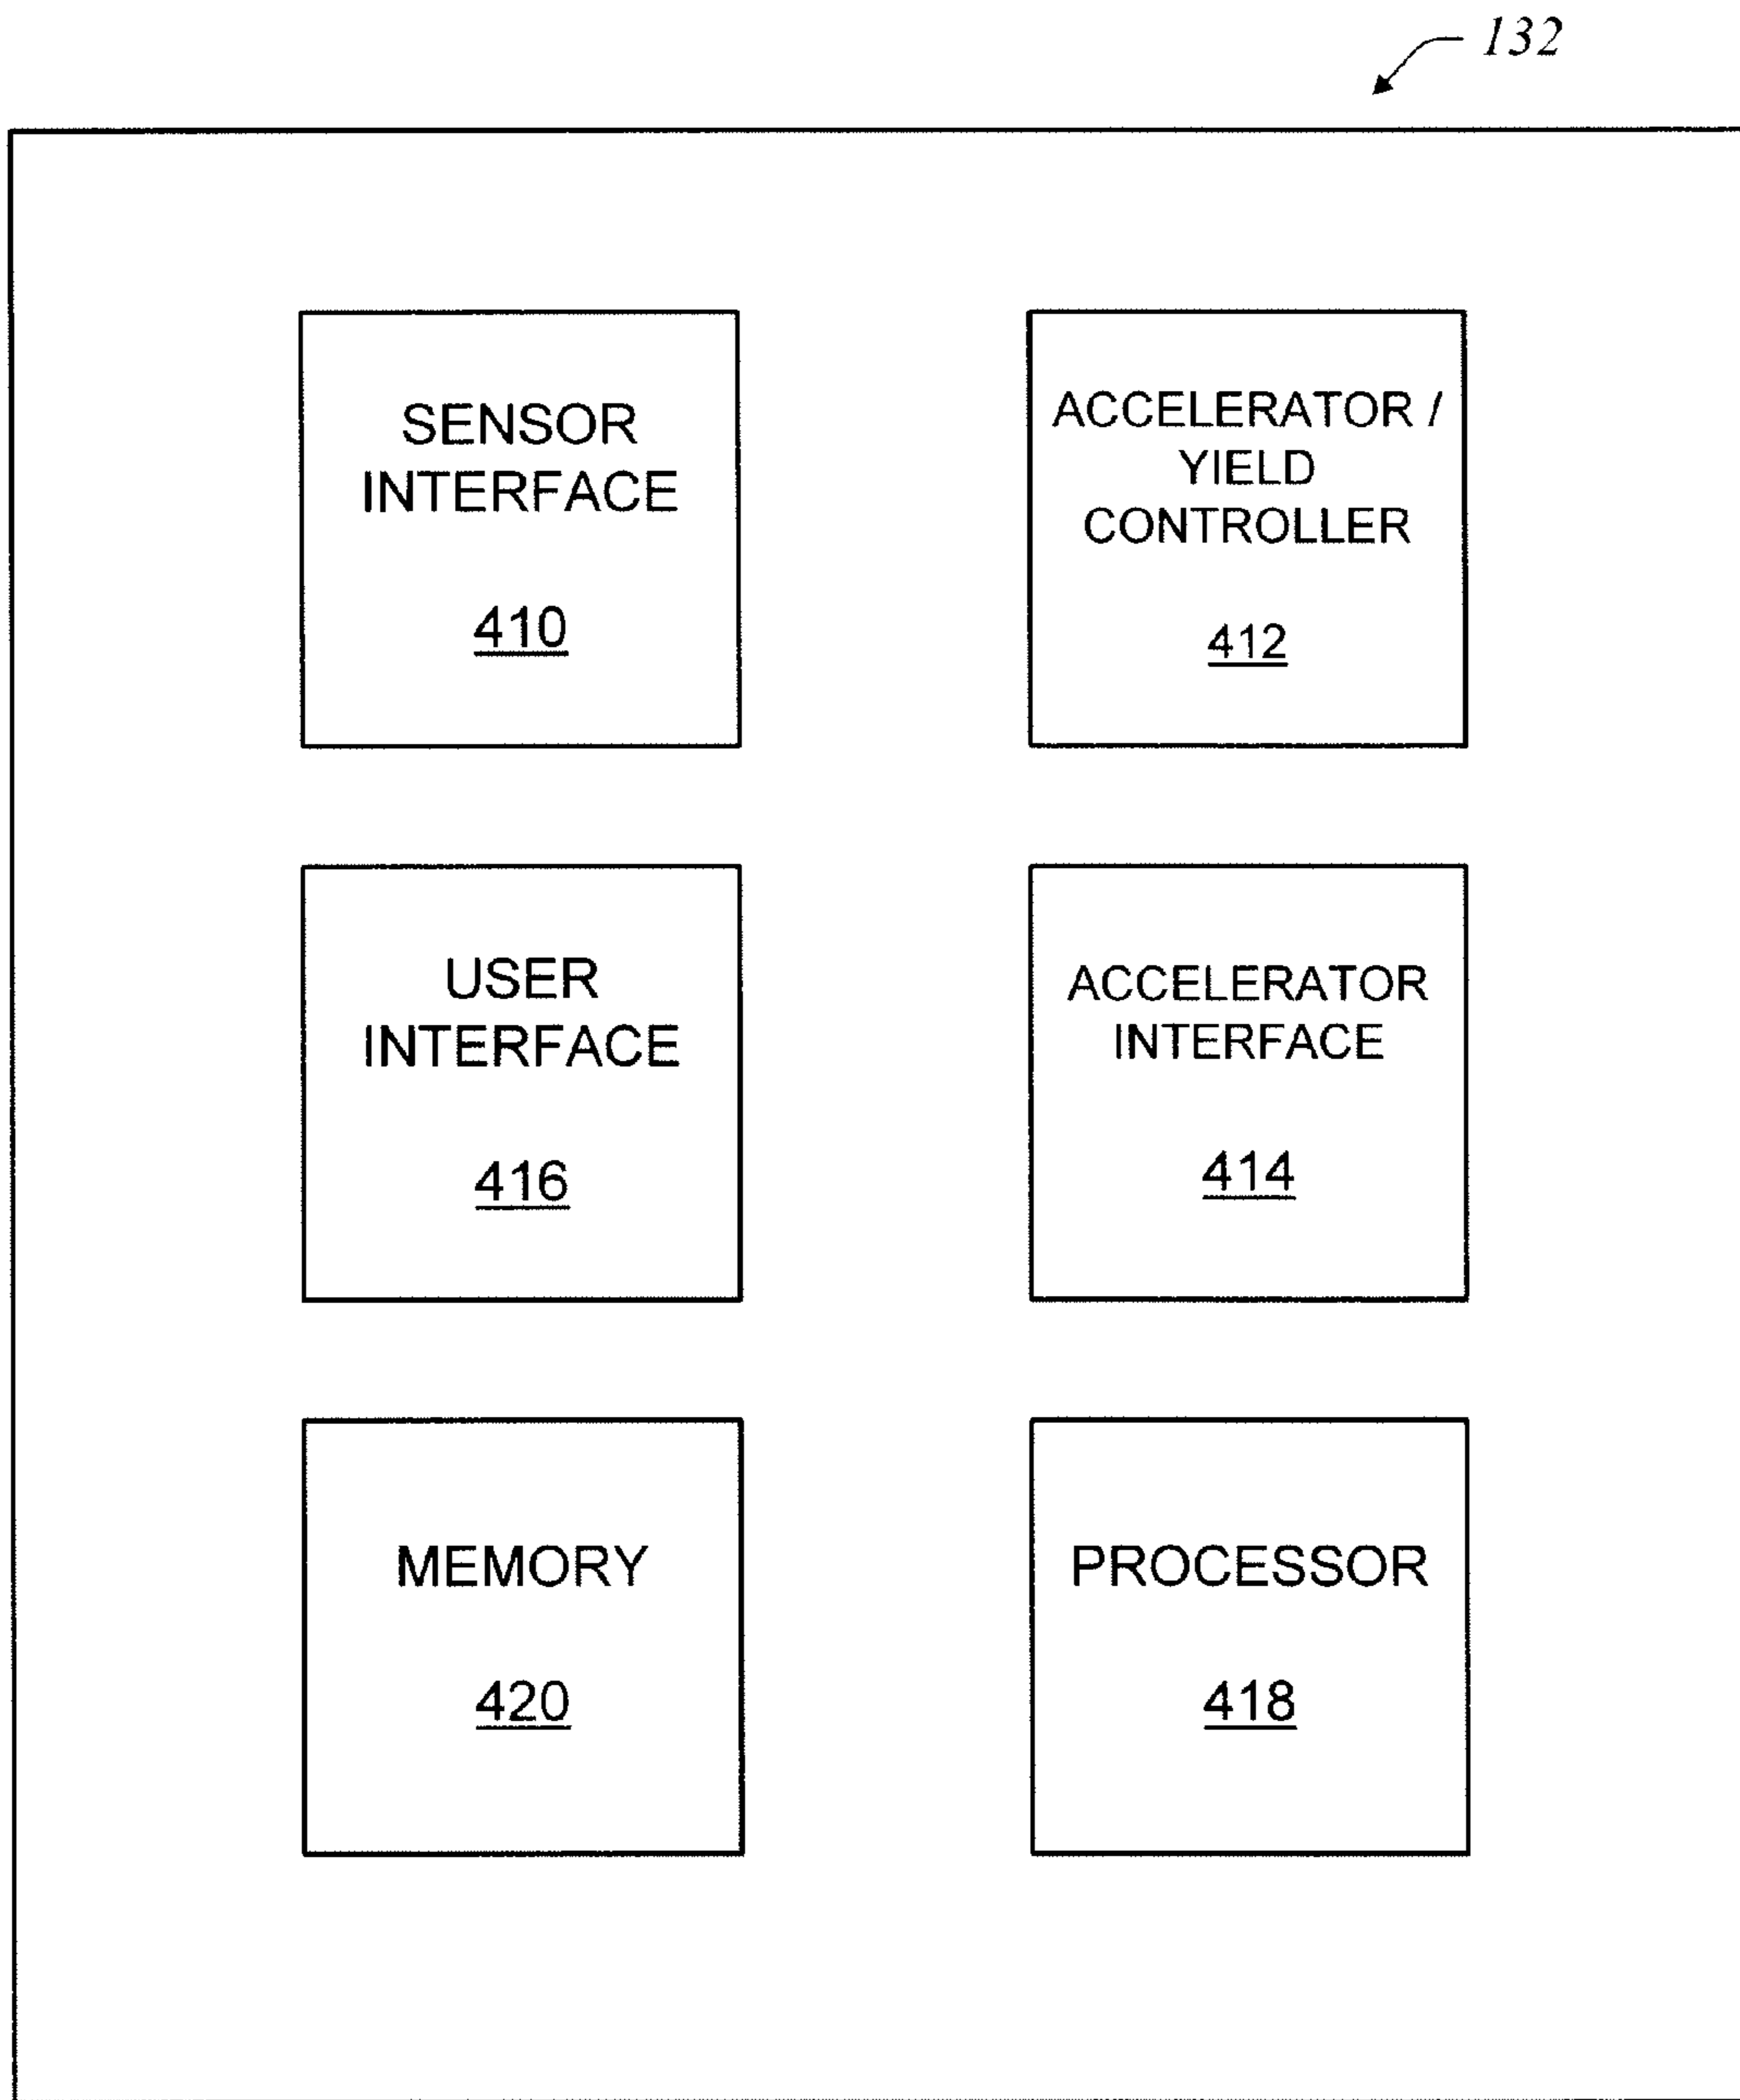 132
SENSOR
INTERFACE
410
ACCELERATOR /
YIELD
CONTROLLER
412
USER
INTERFACE
416
ACCELERATOR
INTERFACE
414
MEMORY
420
PROCESSOR
418